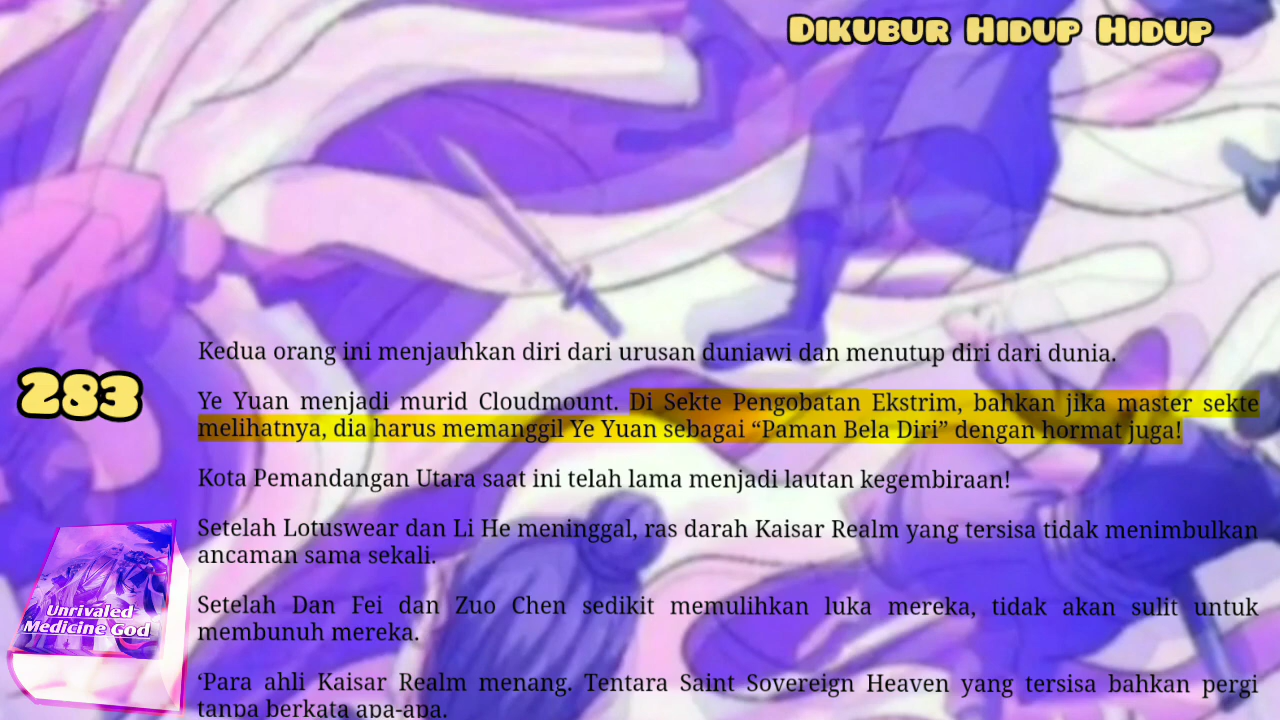 Dikubur Hidup Hidup
Kedua orang ini menjauhkan diri dari urusan duniawi dan menutup diri dari dunia.
283
Ye Yuan menjadi murid Cloudmount. Di Sekte Pengobatan Ekstrim, bahkan jika master sekte
melihatnya, dia harus memanggil Ye Yuan sebagai “Paman Bela Diri” dengan hormat juga!
Kota Pemandangan Utara saat ini telah lama menjadi lautan kegembiraan!
Setelah Lotuswear dan Li He meninggal, ras darah Kaisar Realm yang tersisa tidak menimbulkan
ancaman sama sekali.
Setelah Dan Fei dan Zuo Chen sedikit memulihkan luka mereka, tidak akan sulit untuk
membunuh mereka.
Unrivaled
Medicine God
‘Para ahli Kaisar Realm menang. Tentara Saint Sovereign Heaven yang tersisa bahkan pergi
tanpa berkata apa-apa.